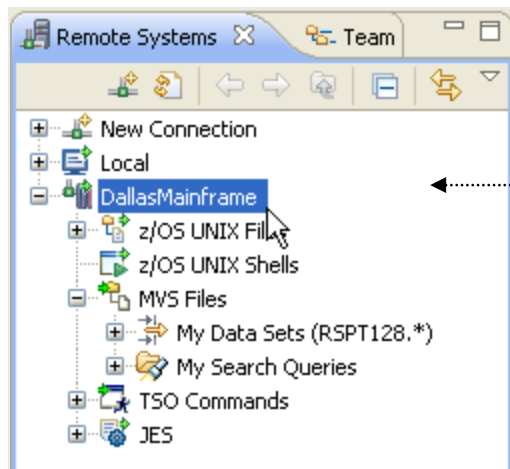 Remote Systems Team
New Connection
Local
DallasMainframe
z/OS UNIX Files
z/OS UNIX Shells
MVS Files
My Data Sets (RSPT128.*)
My Search Queries
TSO Commands
JES